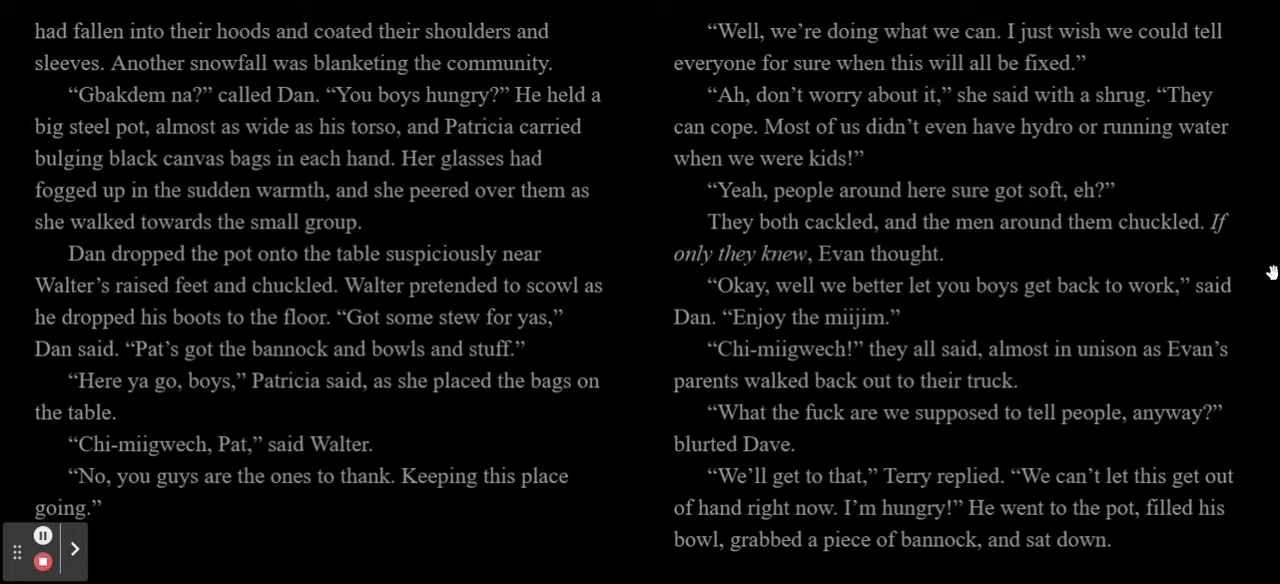 had fallen into their hoods and coated their shoulders and
sleeves. Another snowfall was blanketing the community.
“Gbakdem na?” called Dan. “You boys hungry?” He held a
big steel pot, almost as wide as his torso, and Patricia carried
bulging black canvas bags in each hand. Her glasses had
fogged up in the sudden warmth, and she peered over them as
she walked towards the small group.
Dan dropped the pot onto the table suspiciously near
Walter’s raised feet and chuckled. Walter pretended to scowl as
he dropped his boots to the floor. “Got some stew for yas,”
Dan said. “Pat’s got the bannock and bowls and stuff.”
“Here ya go, boys,” Patricia said, as she placed the bags on
the table.
“Chi-miigwech, Pat,” said Walter.
“No, you guys are the ones to thank. Keeping this place
going.”
“Well, we’re doing what we can. I just wish we could tell
everyone for sure when this will all be fixed.”
“Ah, don’t worry about it,” she said with a shrug. “They
can cope. Most of us didn’t even have hydro or running water
when we were kids!”
“Yeah, people around here sure got soft, eh?”
They both cackled, and the men around them chuckled. If
only they knew, Evan thought.
“Okay, well we better let you boys get back to work,” said
Dan. “Enjoy the miijim.”
“Chi-miigwech!” they all said, almost in unison as Evan’s
parents walked back out to their truck.
“What the fuck are we supposed to tell people, anyway?”
blurted Dave.
“We’ll get to that,” Terry replied. “We can’t let this get out
of hand right now. I’m hungry!” He went to the pot, filled his
bowl, grabbed a piece of bannock, and sat down.